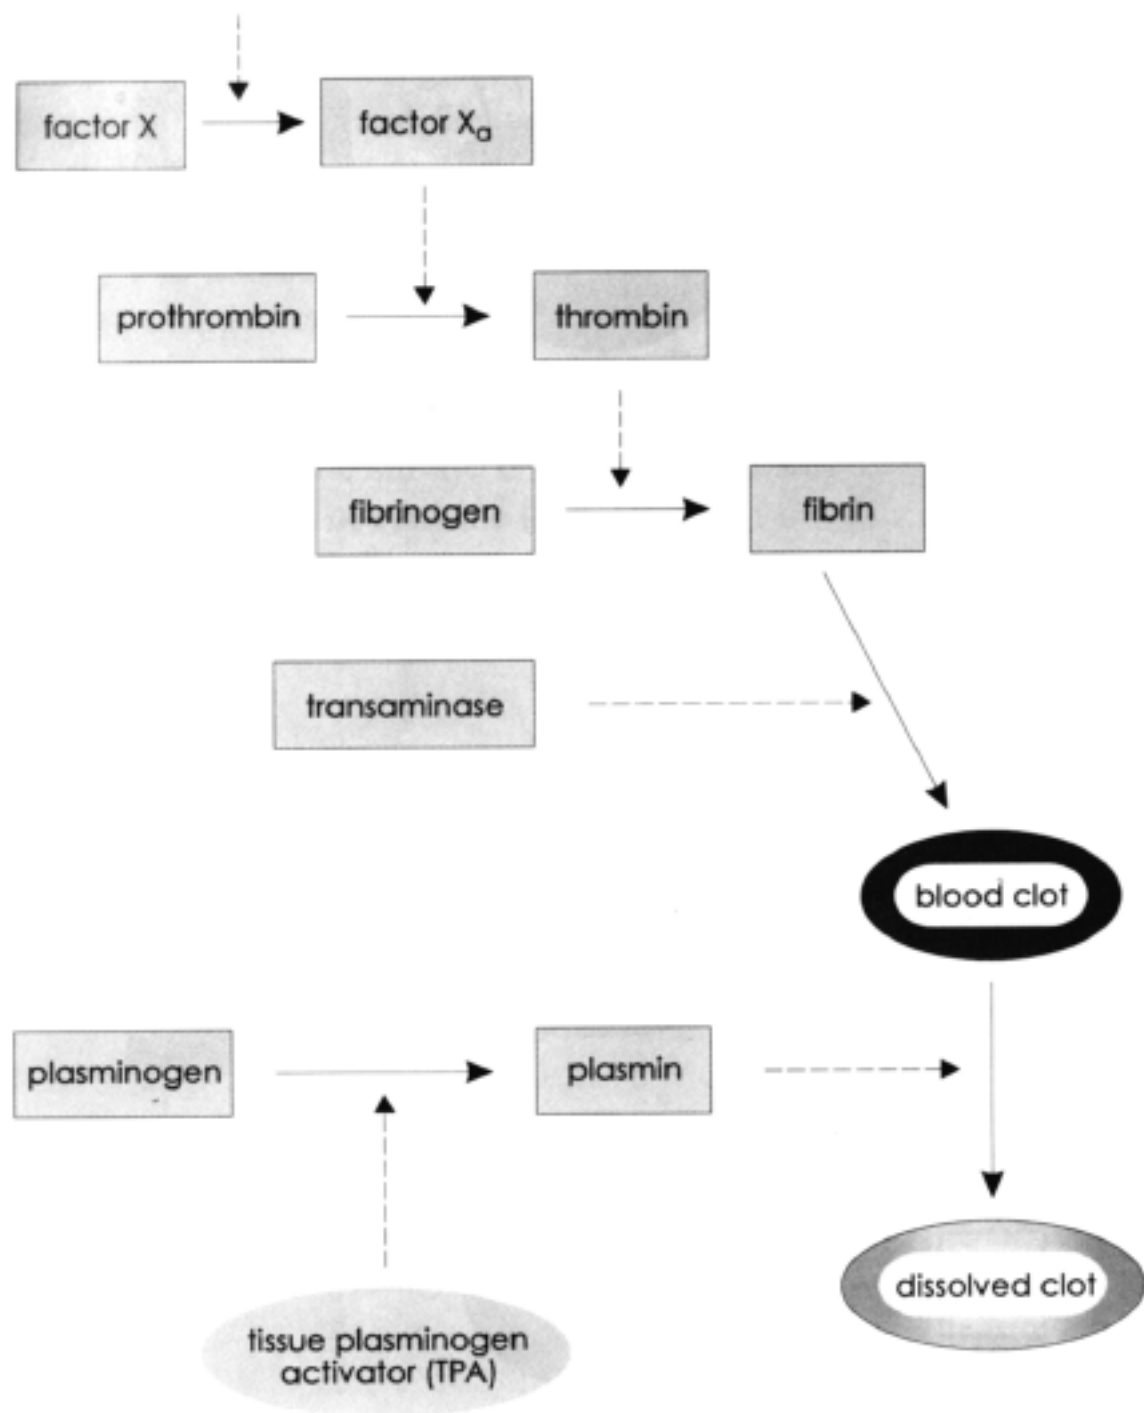 factor X
factor Xa
prothrombin
thrombin
fibrinogen
fibrin
transaminase
blood clot
plasminogen
plasmin
dissolved clot
tissue plasminogen
activator (TPA)